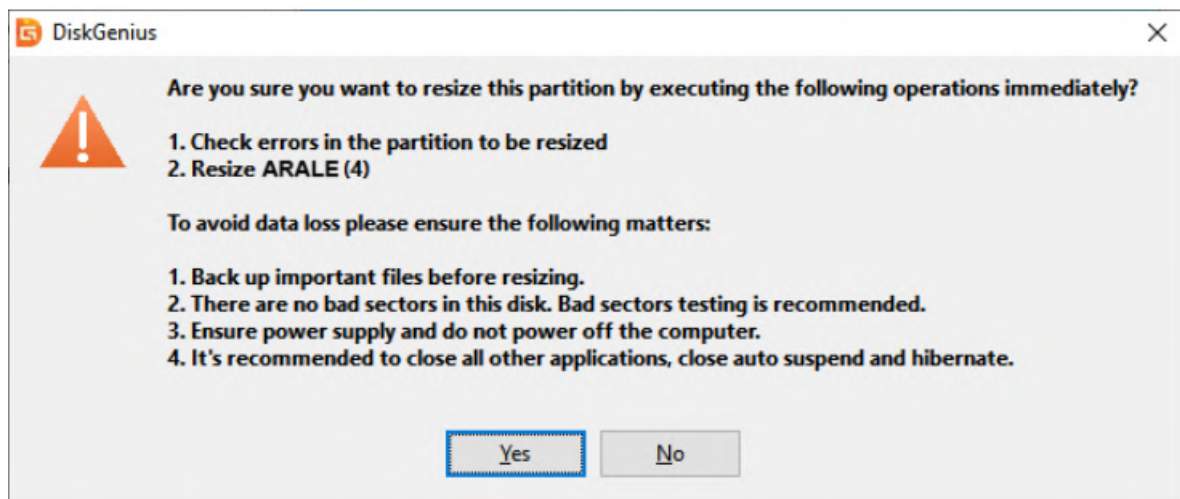 DiskGenius
Are you sure you want to resize this partition by executing the following operations immediately?
1. Check errors in the partition to be resized
2. Resize ARALE (4)
To avoid data loss please ensure the following matters:
1. Back up important files before resizing.
2. There are no bad sectors in this disk. Bad sectors testing is recommended.
3. Ensure power supply and do not power off the computer.
4. It's recommended to close all other applications, close auto suspend and hibernate.
Yes
No